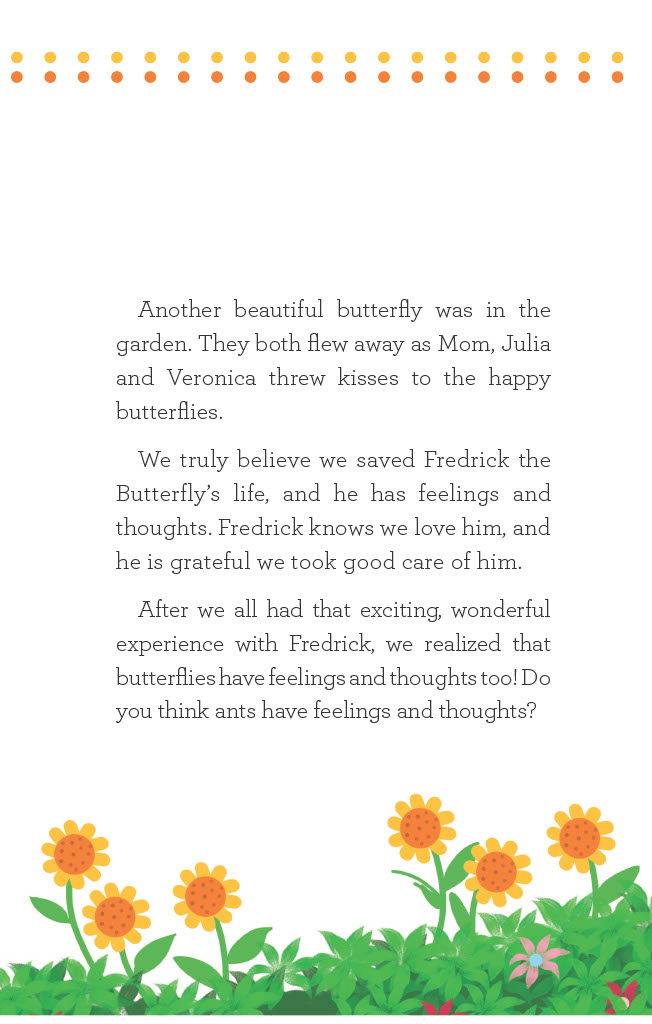 Another beautiful butterfly was in the
garden. They both flew away as Mom, Julia
and Veronica threw kisses to the happy
butterflies.
We truly believe we saved Fredrick the
Butterfly’s life, and he has feelings and
thoughts. Fredrick knows we love him, and
he is grateful we took good care of him.
After we all had that exciting, wonderful
experience with Fredrick, we realized that
butterflies have feelings and thoughts too! Do
you think ants have feelings and thoughts?